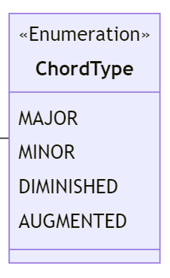 «Enumeration»
ChordType
MAJOR
MINOR
DIMINISHED
AUGMENTED